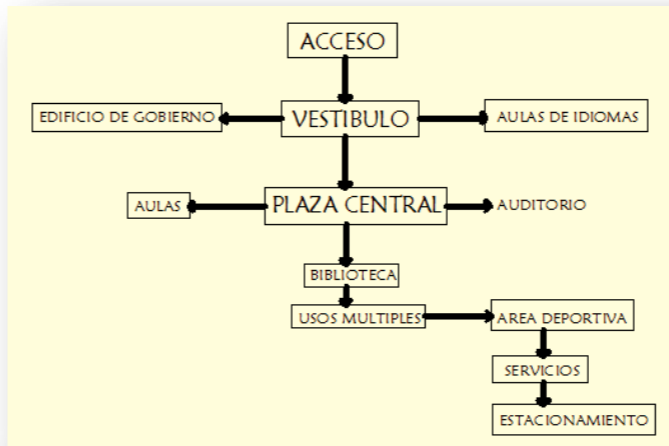 ACCESO
EDIFICIO DE GOBIERNO
VESTIBULO
AULAS DE IDIOMAS
AULAS
PLAZA CENTRAL
AUDITORIO
BIBLIOTECA
USOS MULTIPLES
AREA DEPORTIVA
SERVICIOS
ESTACIONAMIENTO